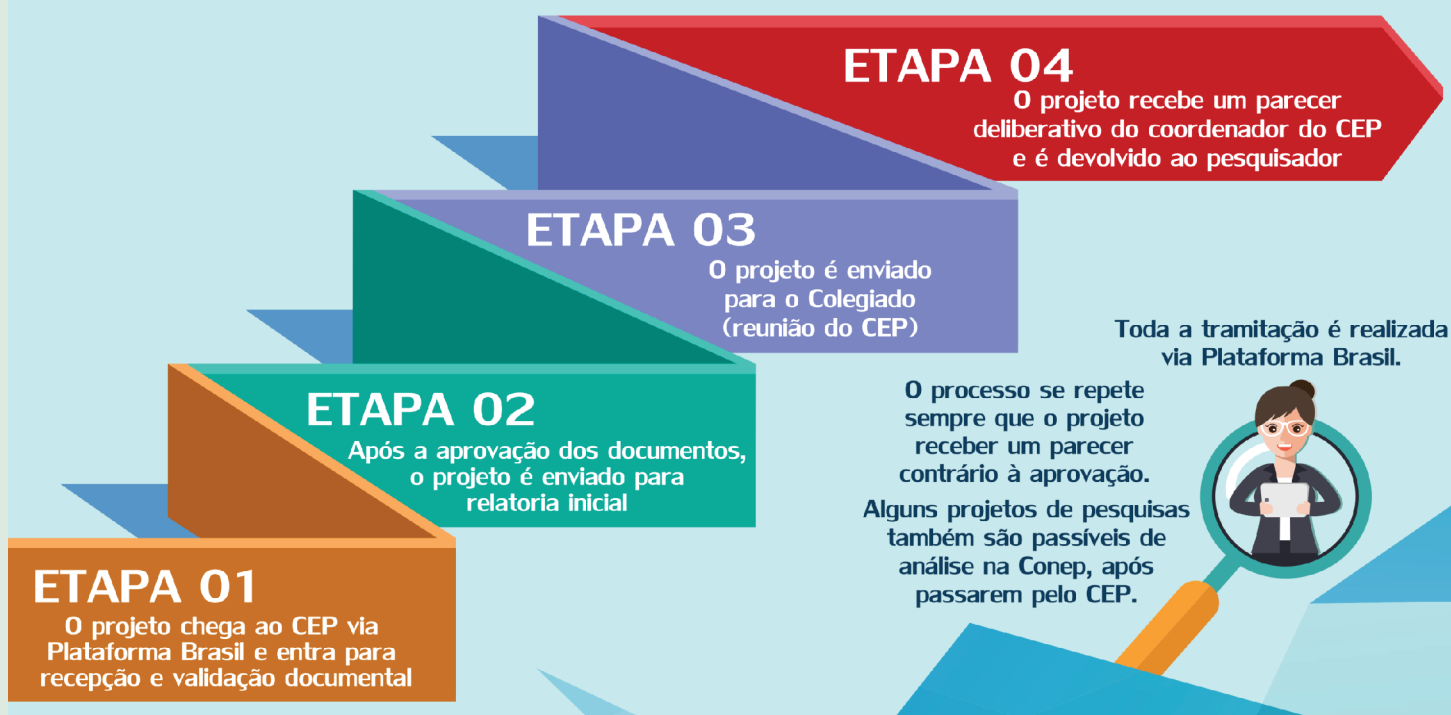 ETAPA 04
O projeto recebe um parecer
deliberativo do coordenador do CEP
e é devolvido ao pesquisador
ETAPA 03
O projeto é enviado
para o Colegiado
(reunião do CEP)
ETAPA 02
Após a aprovação dos documentos,
o projeto é enviado para
relatoria inicial
ETAPA 01
O projeto chega ao CEP via
Plataforma Brasil e entra para
recepção e validação documental
Toda a tramitação é realizada
via Plataforma Brasil.
O processo se repete
sempre que o projeto
receber um parecer
contrário à aprovação.
Alguns projetos de pesquisas
também são passíveis de
análise na Conep, após
passarem pelo CEP.